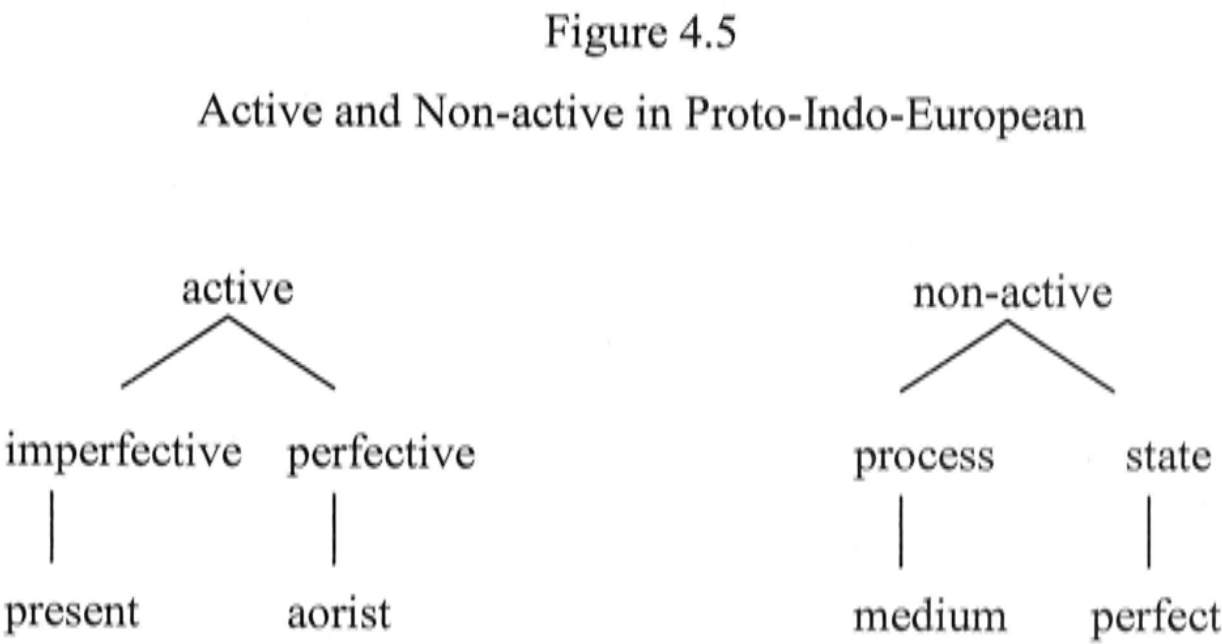 Figure 4.5
Active and Non-active in Proto-Indo-European
active non-active
imperfective perfective process state
present aorist medium perfect